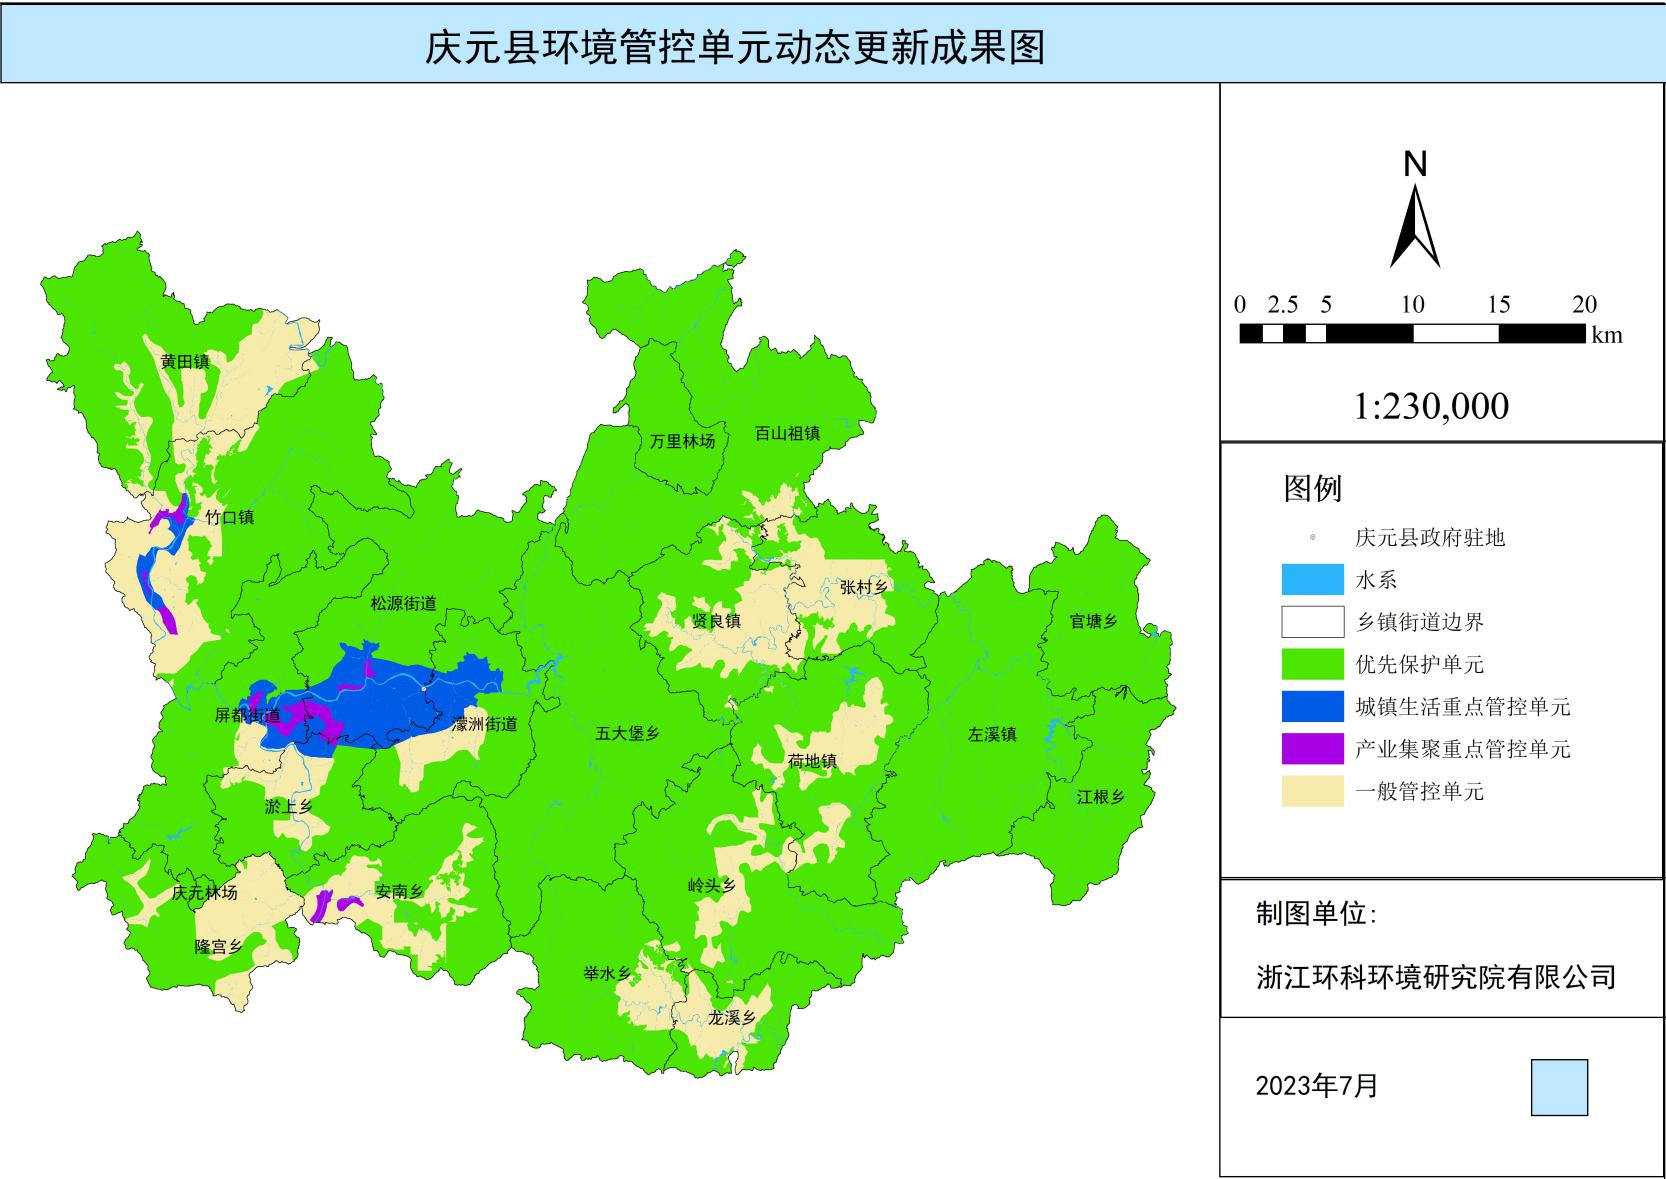 庆元县环境管控单元动态更新成果图
N
0 2.5 5 10 15 20
km
1:230,000
图例
庆元县政府驻地
水系
乡镇街道边界
优先保护单元
城镇生活重点管控单元
产业集聚重点管控单元
一般管控单元
制图单位:
浙江环科环境研究院有限公司
2023年7月
黄田镇
万里林场
百山祖镇
竹口镇
松源街道
张村乡
贤良镇
官塘乡
屏都街道
濛洲街道
五大堡乡
左溪镇
荷地镇
淤上乡
江根乡
庆元林场
安南乡
岭头乡
隆宫乡
举水乡
龙溪乡